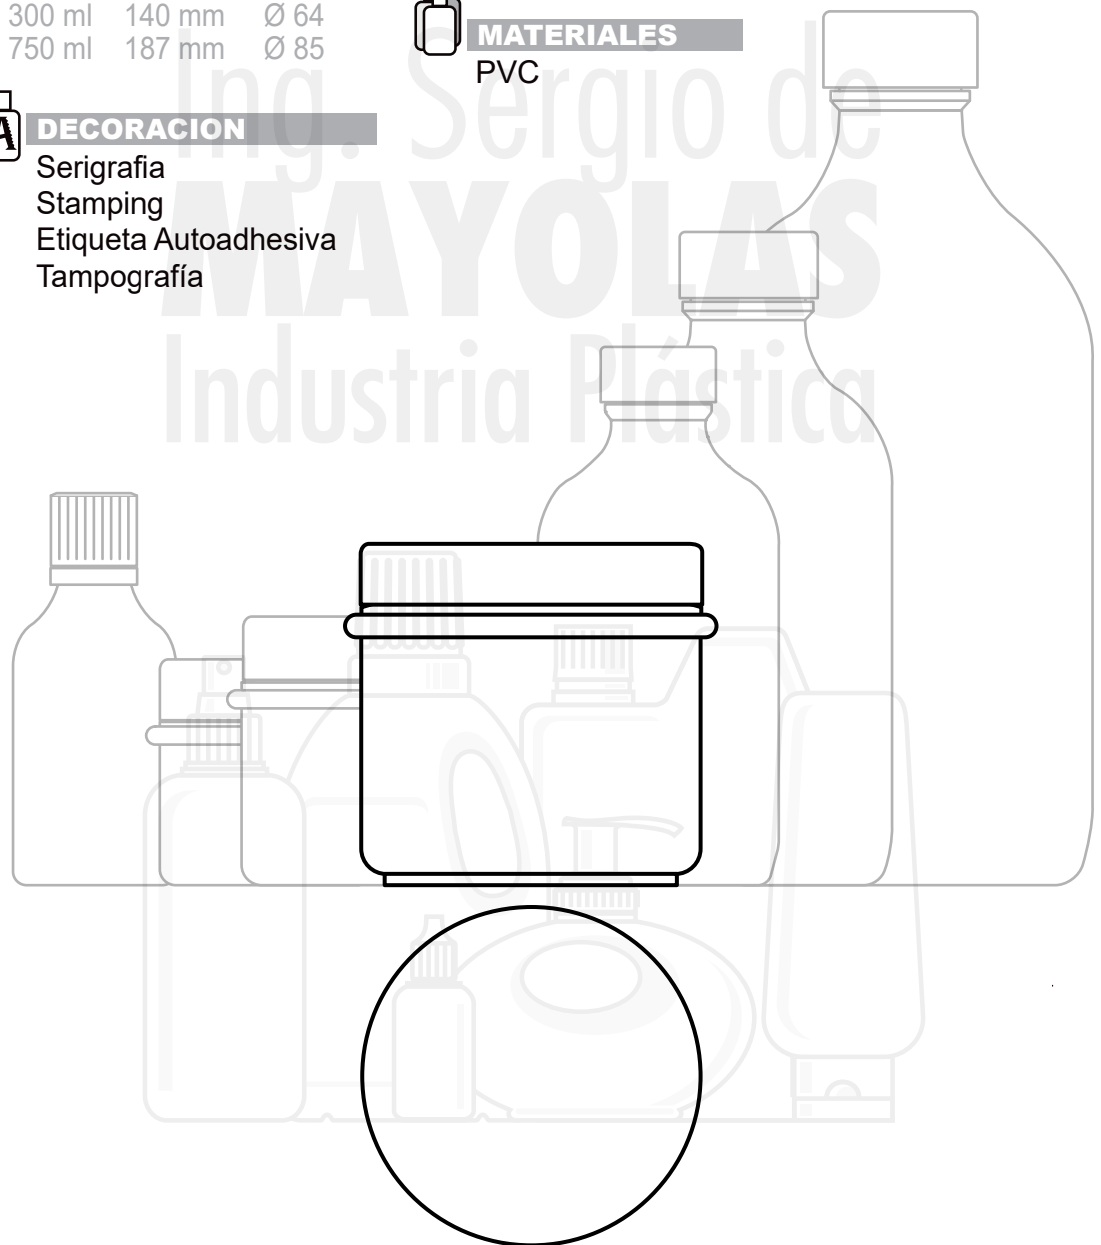 300 ml 140 mm Ø 64
750 ml 187 mm Ø 85
MATERIALES
PVC
A
DECORACION
Serigrafia
Stamping
Etiqueta Autoadhesiva
Tampografía
Ing. Sergio de
MAYOLAS
Industria Plástica